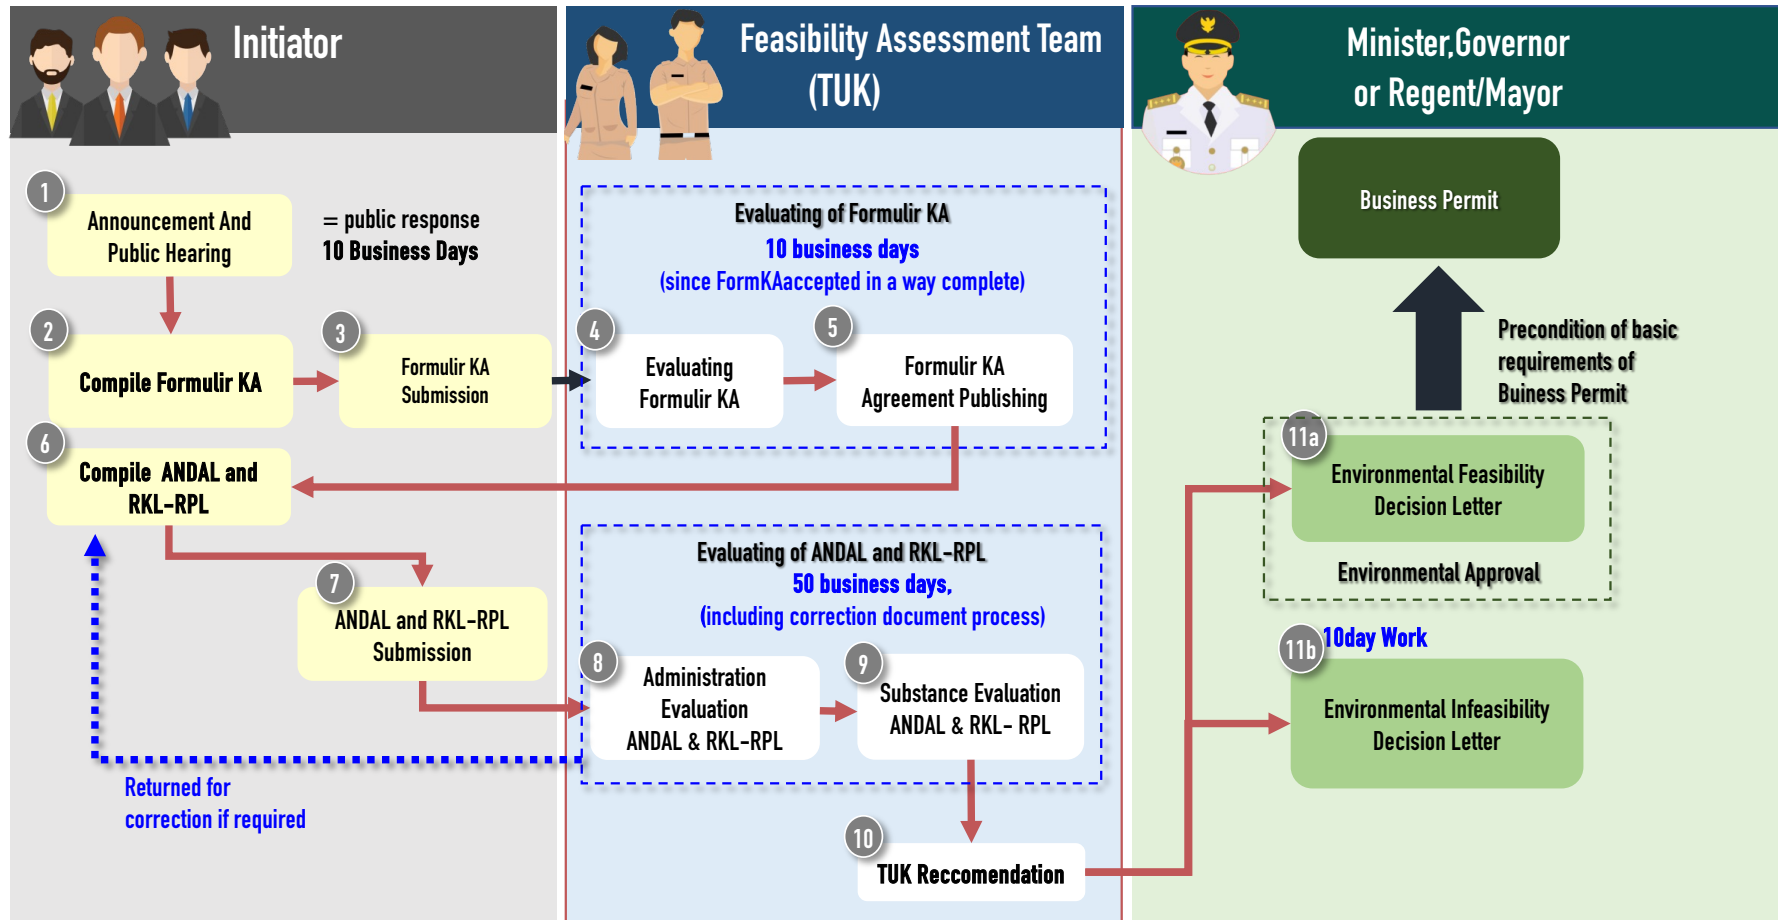 Initiator
Feasibility Assessment Team
(TUK)
Minister,Governor
or Regent/Mayor
1
Announcement And
Public Hearing
= public response
10 Business Days
2
Compile Formulir KA
3
Formulir KA
Submission
Evaluating of Formulir KA
10 business days
(since FormKAaccepted in a way complete)
4
Evaluating
Formulir KA
5
Formulir KA
Agreement Publishing
6
Compile ANDAL and
RKL-RPL
7
ANDAL and RKL-RPL
Submission
Returned for
correction if required
Evaluating of ANDAL and RKL-RPL
50 business days,
(including correction document process)
8
Administration
Evaluation
ANDAL & RKL-RPL
9
Substance Evaluation
ANDAL & RKL- RPL
10
TUK Reccomendation
Business Permit
Precondition of basic
requirements of
Buiness Permit
11a
Environmental Feasibility
Decision Letter
Environmental Approval
10day Work
11b
Environmental Infeasibility
Decision Letter